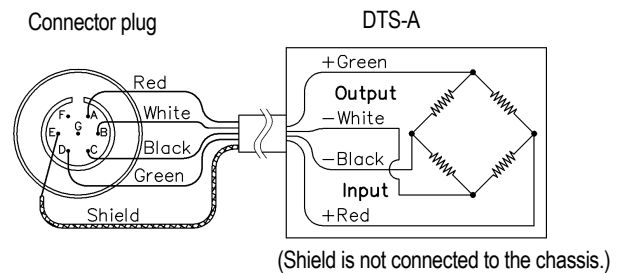 Connector plug
DTS-A
Red
White
Black
Green
Shield
F
A
G
E
B
D
C
+Green
Output
−White
−Black
Input
+Red
(Shield is not connected to the chassis.)